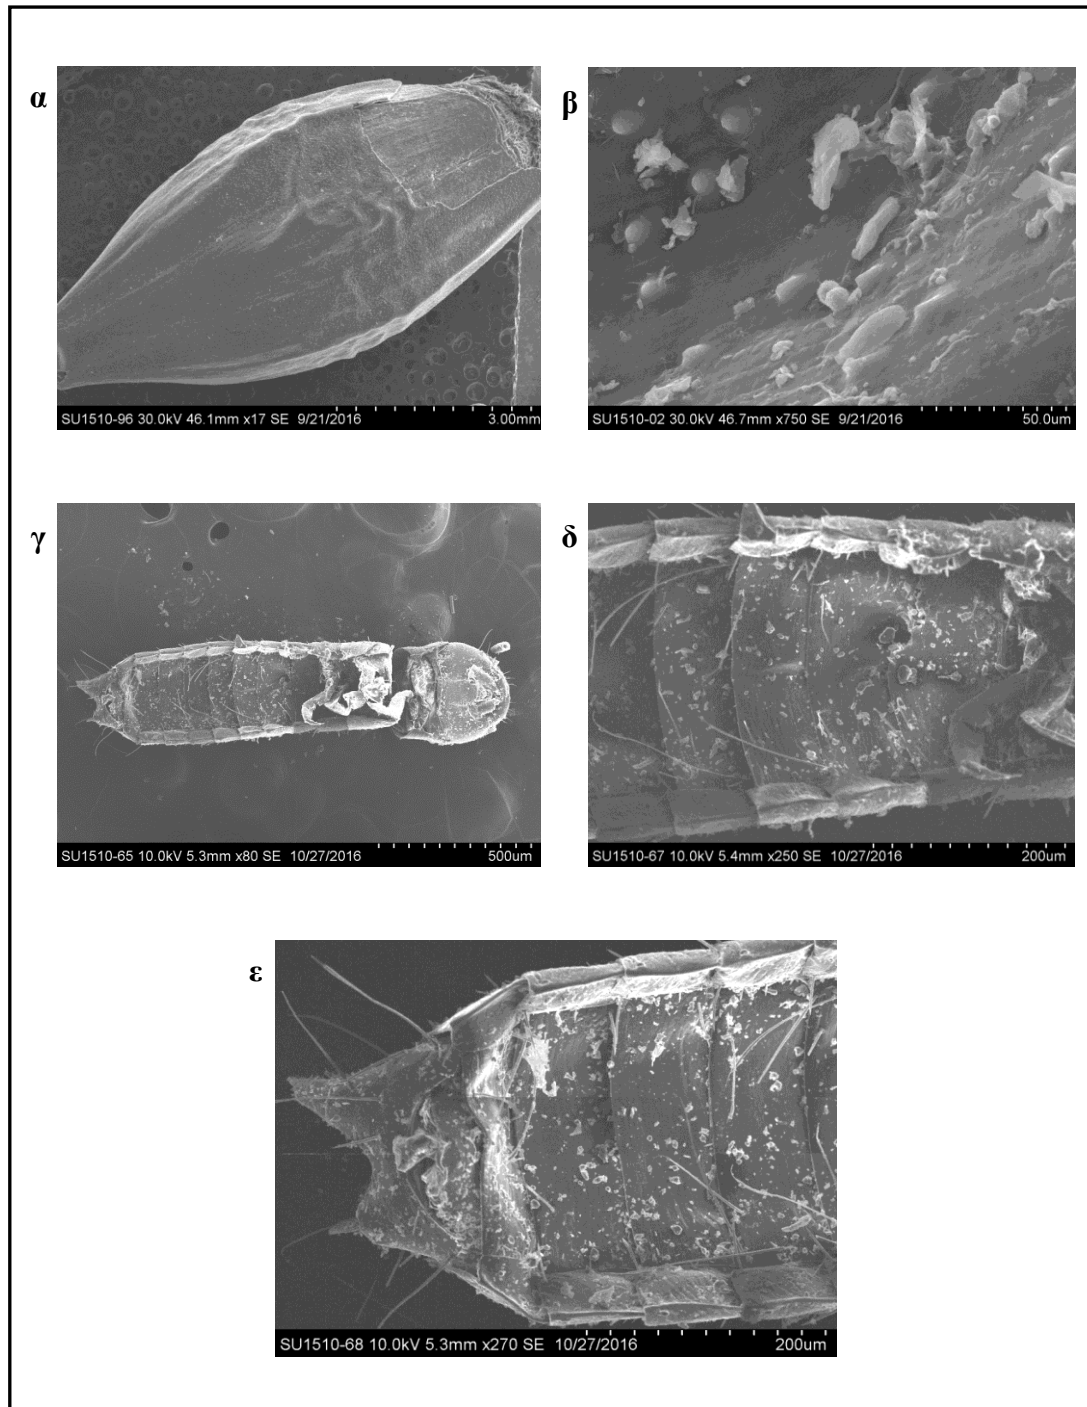 α
β
SU1510-96 30.0kV 46.1mm x17 SE 9/21/2016 3.00mm
SU1510-02 30.0kV 46.7mm x750 SE 9/21/2016 50.0um
γ
δ
SU1510-65 10.0kV 5.3mm x80 SE 10/27/2016 500um
SU1510-67 10.0kV 5.4mm x250 SE 10/27/2016 200um
ε
SU1510-68 10.0kV 5.3mm x270 SE 10/27/2016 200um